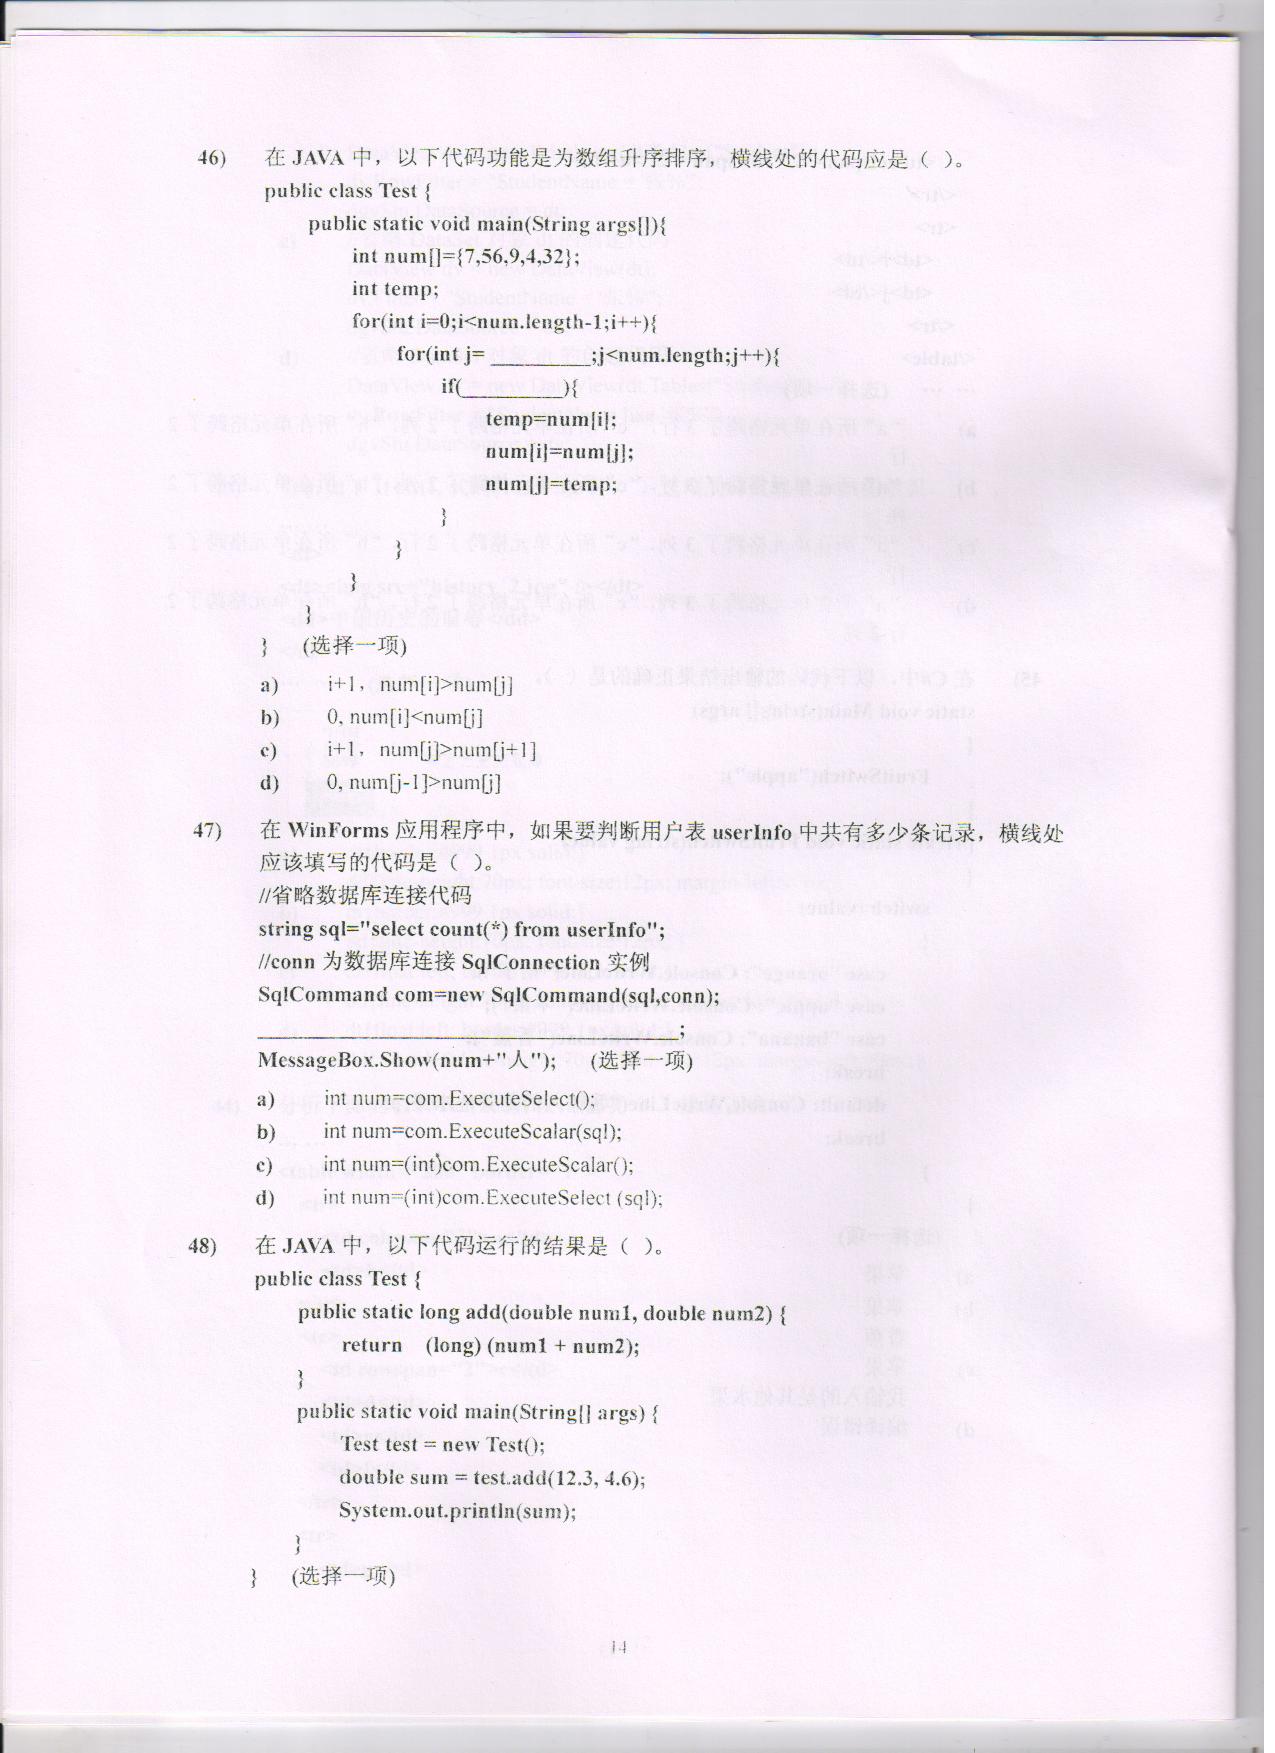 46) 在 JAVA 中，以下代码功能是为数组升序排序，横线处的代码应是（ ）。
public class Test {
public static void main(String args[]){
int num[]={7,56,9,4,32};
int temp;
for(int i=0;i<num.length-1;i++){
for(int j= _________;j<num.length;j++){
if(_________){
temp=num[i];
num[i]=num[j];
num[j]=temp;
}
}
}
}
} (选择一项)
a) i+1， num[i]>num[j]
b) 0, num[i]<num[j]
c) i+1， num[j]>num[j+1]
d) 0, num[j-1]>num[j]
47) 在 WinForms 应用程序中，如果要判断用户表 userInfo 中共有多少条记录，横线处
应该填写的代码是（ ）。
//省略数据库连接代码
string sql="select count(*) from userInfo";
//conn 为数据库连接 SqlConnection 实例
SqlCommand com=new SqlCommand(sql,conn);
______________________________________;
MessageBox.Show(num+"人"); (选择一项)
a) int num=com.ExecuteSelect();
b) int num=com.ExecuteScalar(sql);
c) int num=(int)com.ExecuteScalar();
d) int num=(int)com.ExecuteSelect (sql);
48) 在 JAVA 中，以下代码运行的结果是（ ）。
public class Test {
public static long add(double num1, double num2) {
return (long) (num1 + num2);
}
public static void main(String[] args) {
Test test = new Test();
double sum = test.add(12.3, 4.6);
System.out.println(sum);
}
} (选择一项)
14